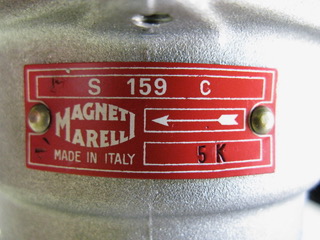 S 159 C
MAGNETI
MARELLI
MADE IN ITALY
5 K